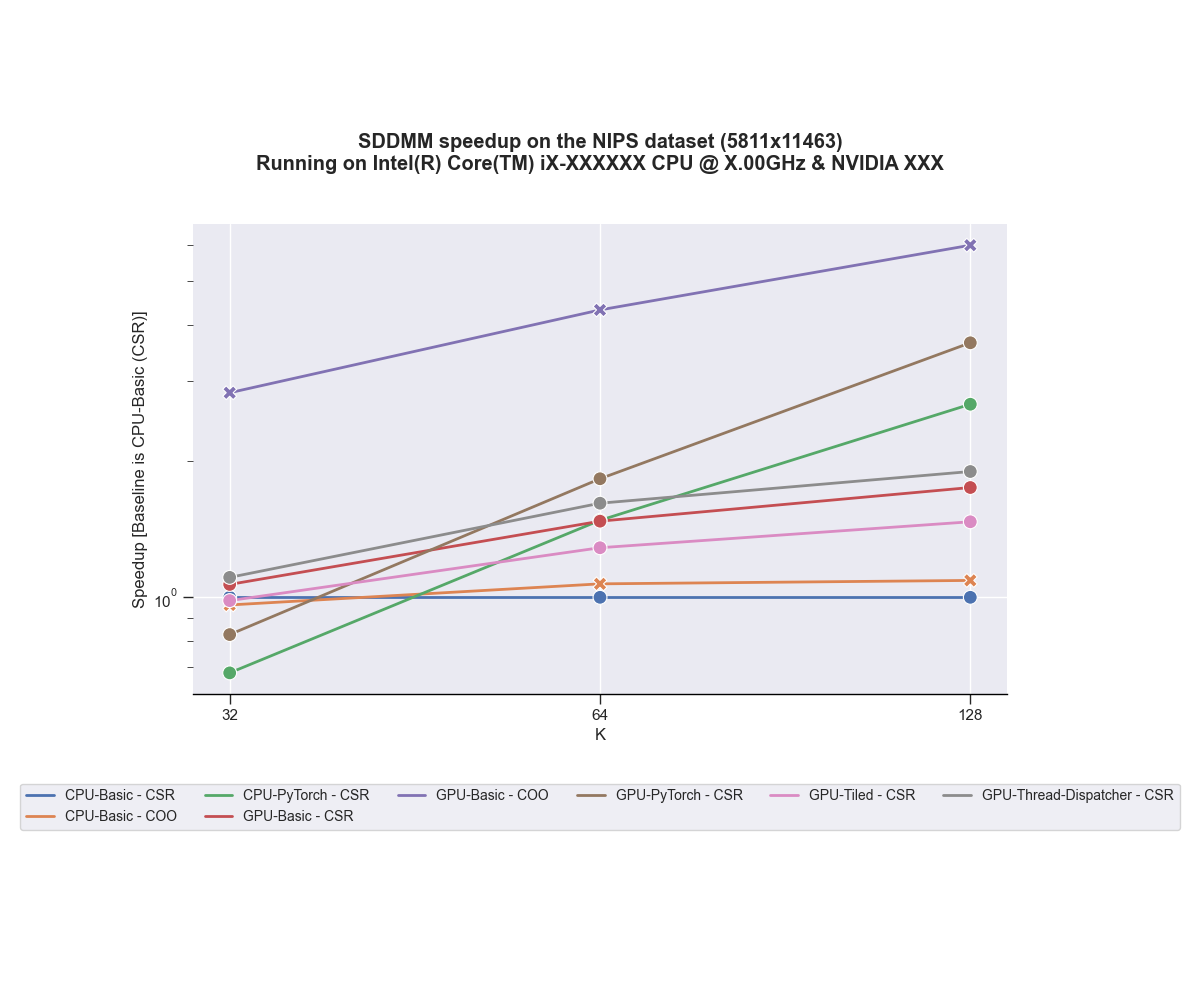 SDDMM speedup on the NIPS dataset (5811x11463)
Running on Intel(R) Core(TM) iX-XXXXXX CPU @ X.00GHz & NVIDIA XXX
Speedup [Baseline is CPU-Basic (CSR)]
10^0
32 64 128
K
CPU-Basic - CSR CPU-PyTorch - CSR GPU-Basic - COO GPU-PyTorch - CSR GPU-Tiled - CSR GPU-Thread-Dispatcher - CSR
CPU-Basic - COO GPU-Basic - CSR